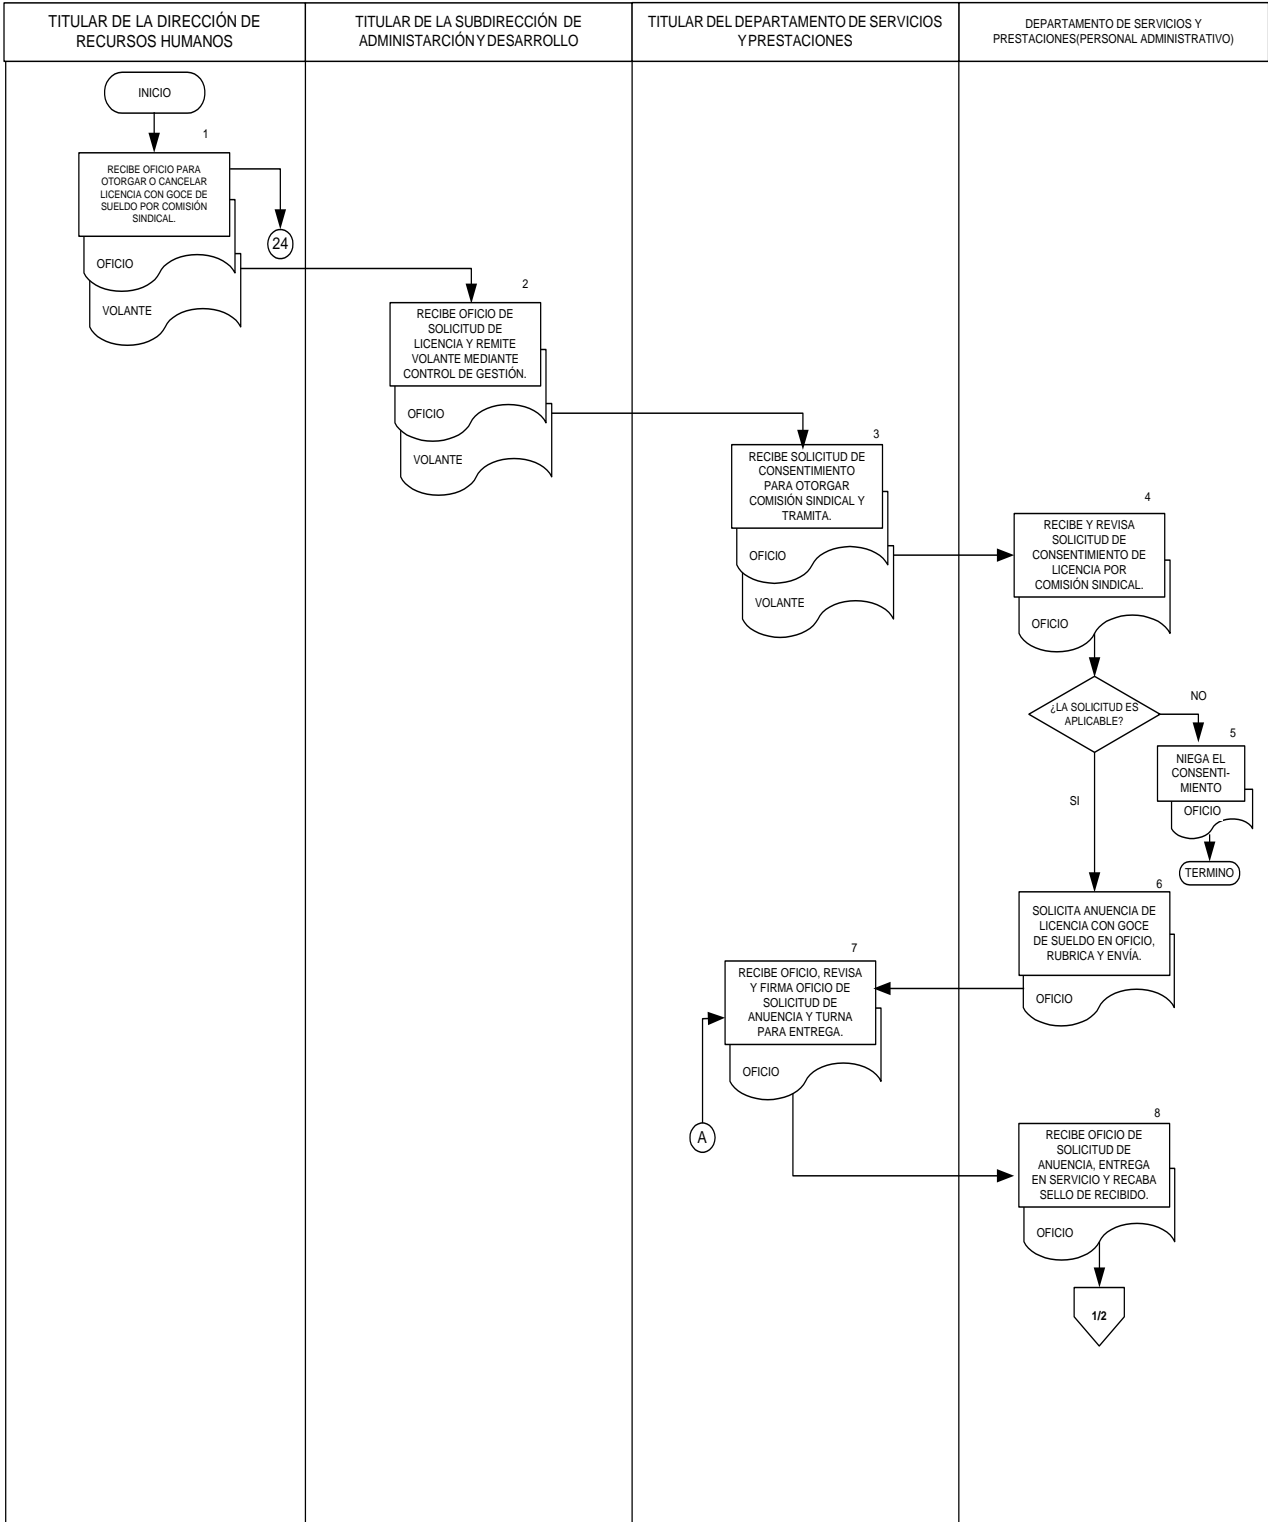 TITULAR DE LA DIRECCIÓN DE
RECURSOS HUMANOS
TITULAR DE LA SUBDIRECCIÓN DE
ADMINISTARCIÓN Y DESARROLLO
TITULAR DEL DEPARTAMENTO DE SERVICIOS
Y PRESTACIONES
DEPARTAMENTO DE SERVICIOS Y
PRESTACIONES(PERSONAL ADMINISTRATIVO)
INICIO
1
RECIBE OFICIO PARA
OTORGAR O CANCELAR
LICENCIA CON GOCE DE
SUELDO POR COMISIÓN
SINDICAL.
24
OFICIO
VOLANTE
2
RECIBE OFICIO DE
SOLICITUD DE
LICENCIA Y REMITE
VOLANTE MEDIANTE
CONTROL DE GESTIÓN.
OFICIO
VOLANTE
3
RECIBE SOLICITUD DE
CONSENTIMIENTO
PARA OTORGAR
COMISIÓN SINDICAL Y
TRAMITA.
OFICIO
VOLANTE
4
RECIBE Y REVISA
SOLICITUD DE
CONSENTIMIENTO DE
LICENCIA POR
COMISIÓN SINDICAL.
OFICIO
¿LA SOLICITUD ES
APLICABLE?
NO
5
NIEGA EL
CONSENTI-
MIENTO
OFICIO
TERMINO
SI
6
SOLICITA ANUENCIA DE
LICENCIA CON GOCE
DE SUELDO EN OFICIO,
RUBRICA Y ENVÍA.
OFICIO
7
RECIBE OFICIO, REVISA
Y FIRMA OFICIO DE
SOLICITUD DE
ANUENCIA Y TURNA
PARA ENTREGA.
OFICIO
A
8
RECIBE OFICIO DE
SOLICITUD DE
ANUENCIA, ENTREGA
EN SERVICIO Y RECABA
SELLO DE RECIBIDO.
OFICIO
1/2